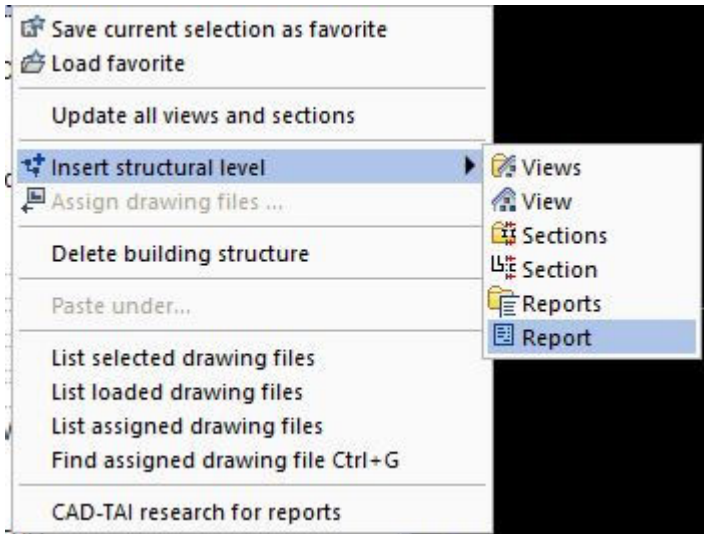 Save current selection as favorite
Load favorite
Update all views and sections
Insert structural level
Assign drawing files ...
Delete building structure
Paste under...
List selected drawing files
List loaded drawing files
List assigned drawing files
Find assigned drawing file Ctrl+G
CAD-TAI research for reports
Views
View
Sections
Section
Reports
Report